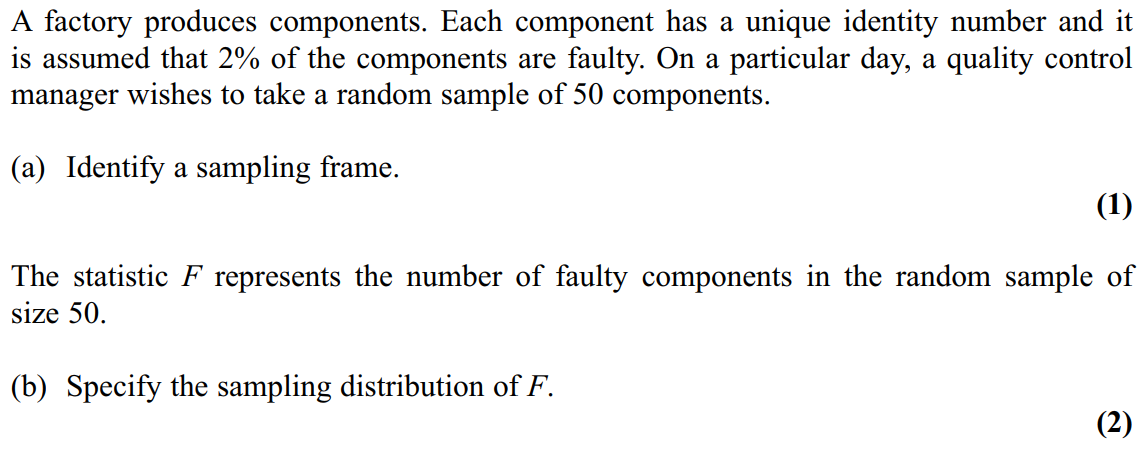 A factory produces components. Each component has a unique identity number and it
is assumed that 2% of the components are faulty. On a particular day, a quality control
manager wishes to take a random sample of 50 components.
(a) Identify a sampling frame.
(1)
The statistic F represents the number of faulty components in the random sample of
size 50.
(b) Specify the sampling distribution of F.
(2)